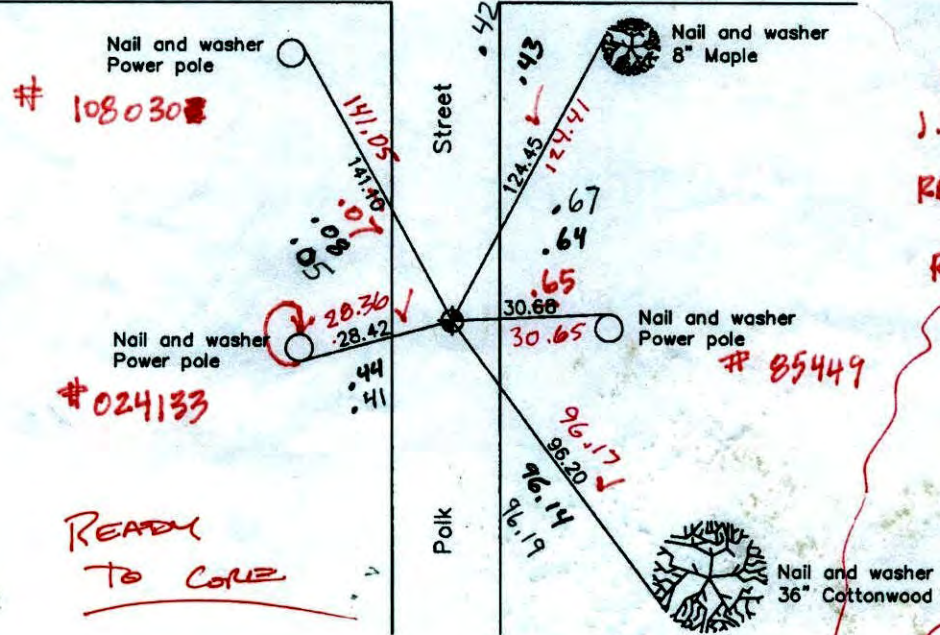 Nail and washer
Power pole
# 108030
.42
.43
Nail and washer
8" Maple
Street
141.05
141.10
.07
.08
.05
124.45
124.41
.67
.64
.65
30.68
30.65
Nail and washer
Power pole
# 85449
28.36
28.42
.44
.41
Nail and washer
Power pole
# 024133
96.17
96.20
96.14
96.19
READY
TO CORE
Polk
Nail and washer
36" Cottonwood